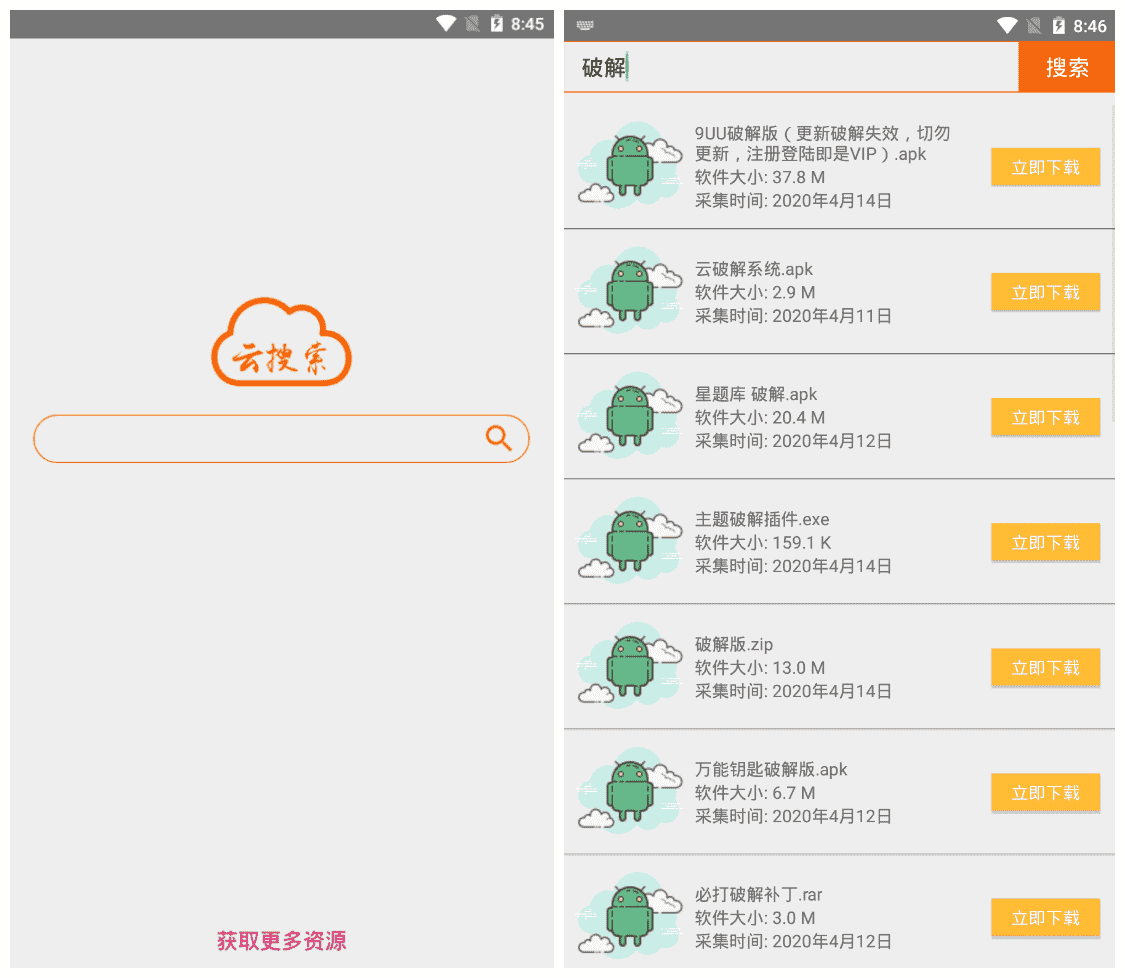 8:45
云搜索
获取更多资源
8:46
破解
搜索
9UU破解版（更新破解失效，切勿
更新，注册登陆即是VIP）.apk
软件大小: 37.8 M
采集时间: 2020年4月14日
立即下载
云破解系统.apk
软件大小: 2.9 M
采集时间: 2020年4月11日
立即下载
星题库 破解.apk
软件大小: 20.4 M
采集时间: 2020年4月12日
立即下载
主题破解插件.exe
软件大小: 159.1 K
采集时间: 2020年4月14日
立即下载
破解版.zip
软件大小: 13.0 M
采集时间: 2020年4月14日
立即下载
万能钥匙破解版.apk
软件大小: 6.7 M
采集时间: 2020年4月12日
立即下载
必打破解补丁.rar
软件大小: 3.0 M
采集时间: 2020年4月12日
立即下载